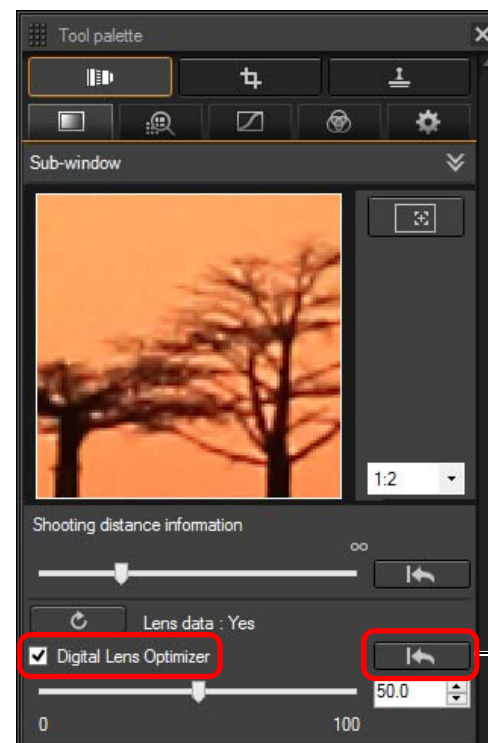 Tool palette
Sub-window
1:2
Shooting distance information
∞
Lens data : Yes
Digital Lens Optimizer
50.0
0 100